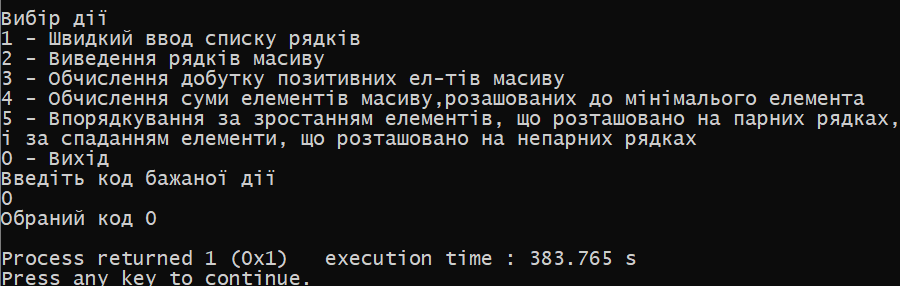 Вибір дії
1 - Швидкий ввод списку рядків
2 - Виведення рядків масиву
3 - Обчислення добутку позитивних ел-тів масиву
4 - Обчислення суми елементів масиву,розашованих до мінімального елемента
5 - Впорядкування за зростанням елементів, що розташовано на парних рядках,
і за спаданням елементи, що розташовано на непарних рядках
0 - Вихід
Введіть код бажаної дії
0
Обраний код 0
Process returned 1 (0x1)   execution time : 383.765 s
Press any key to continue.